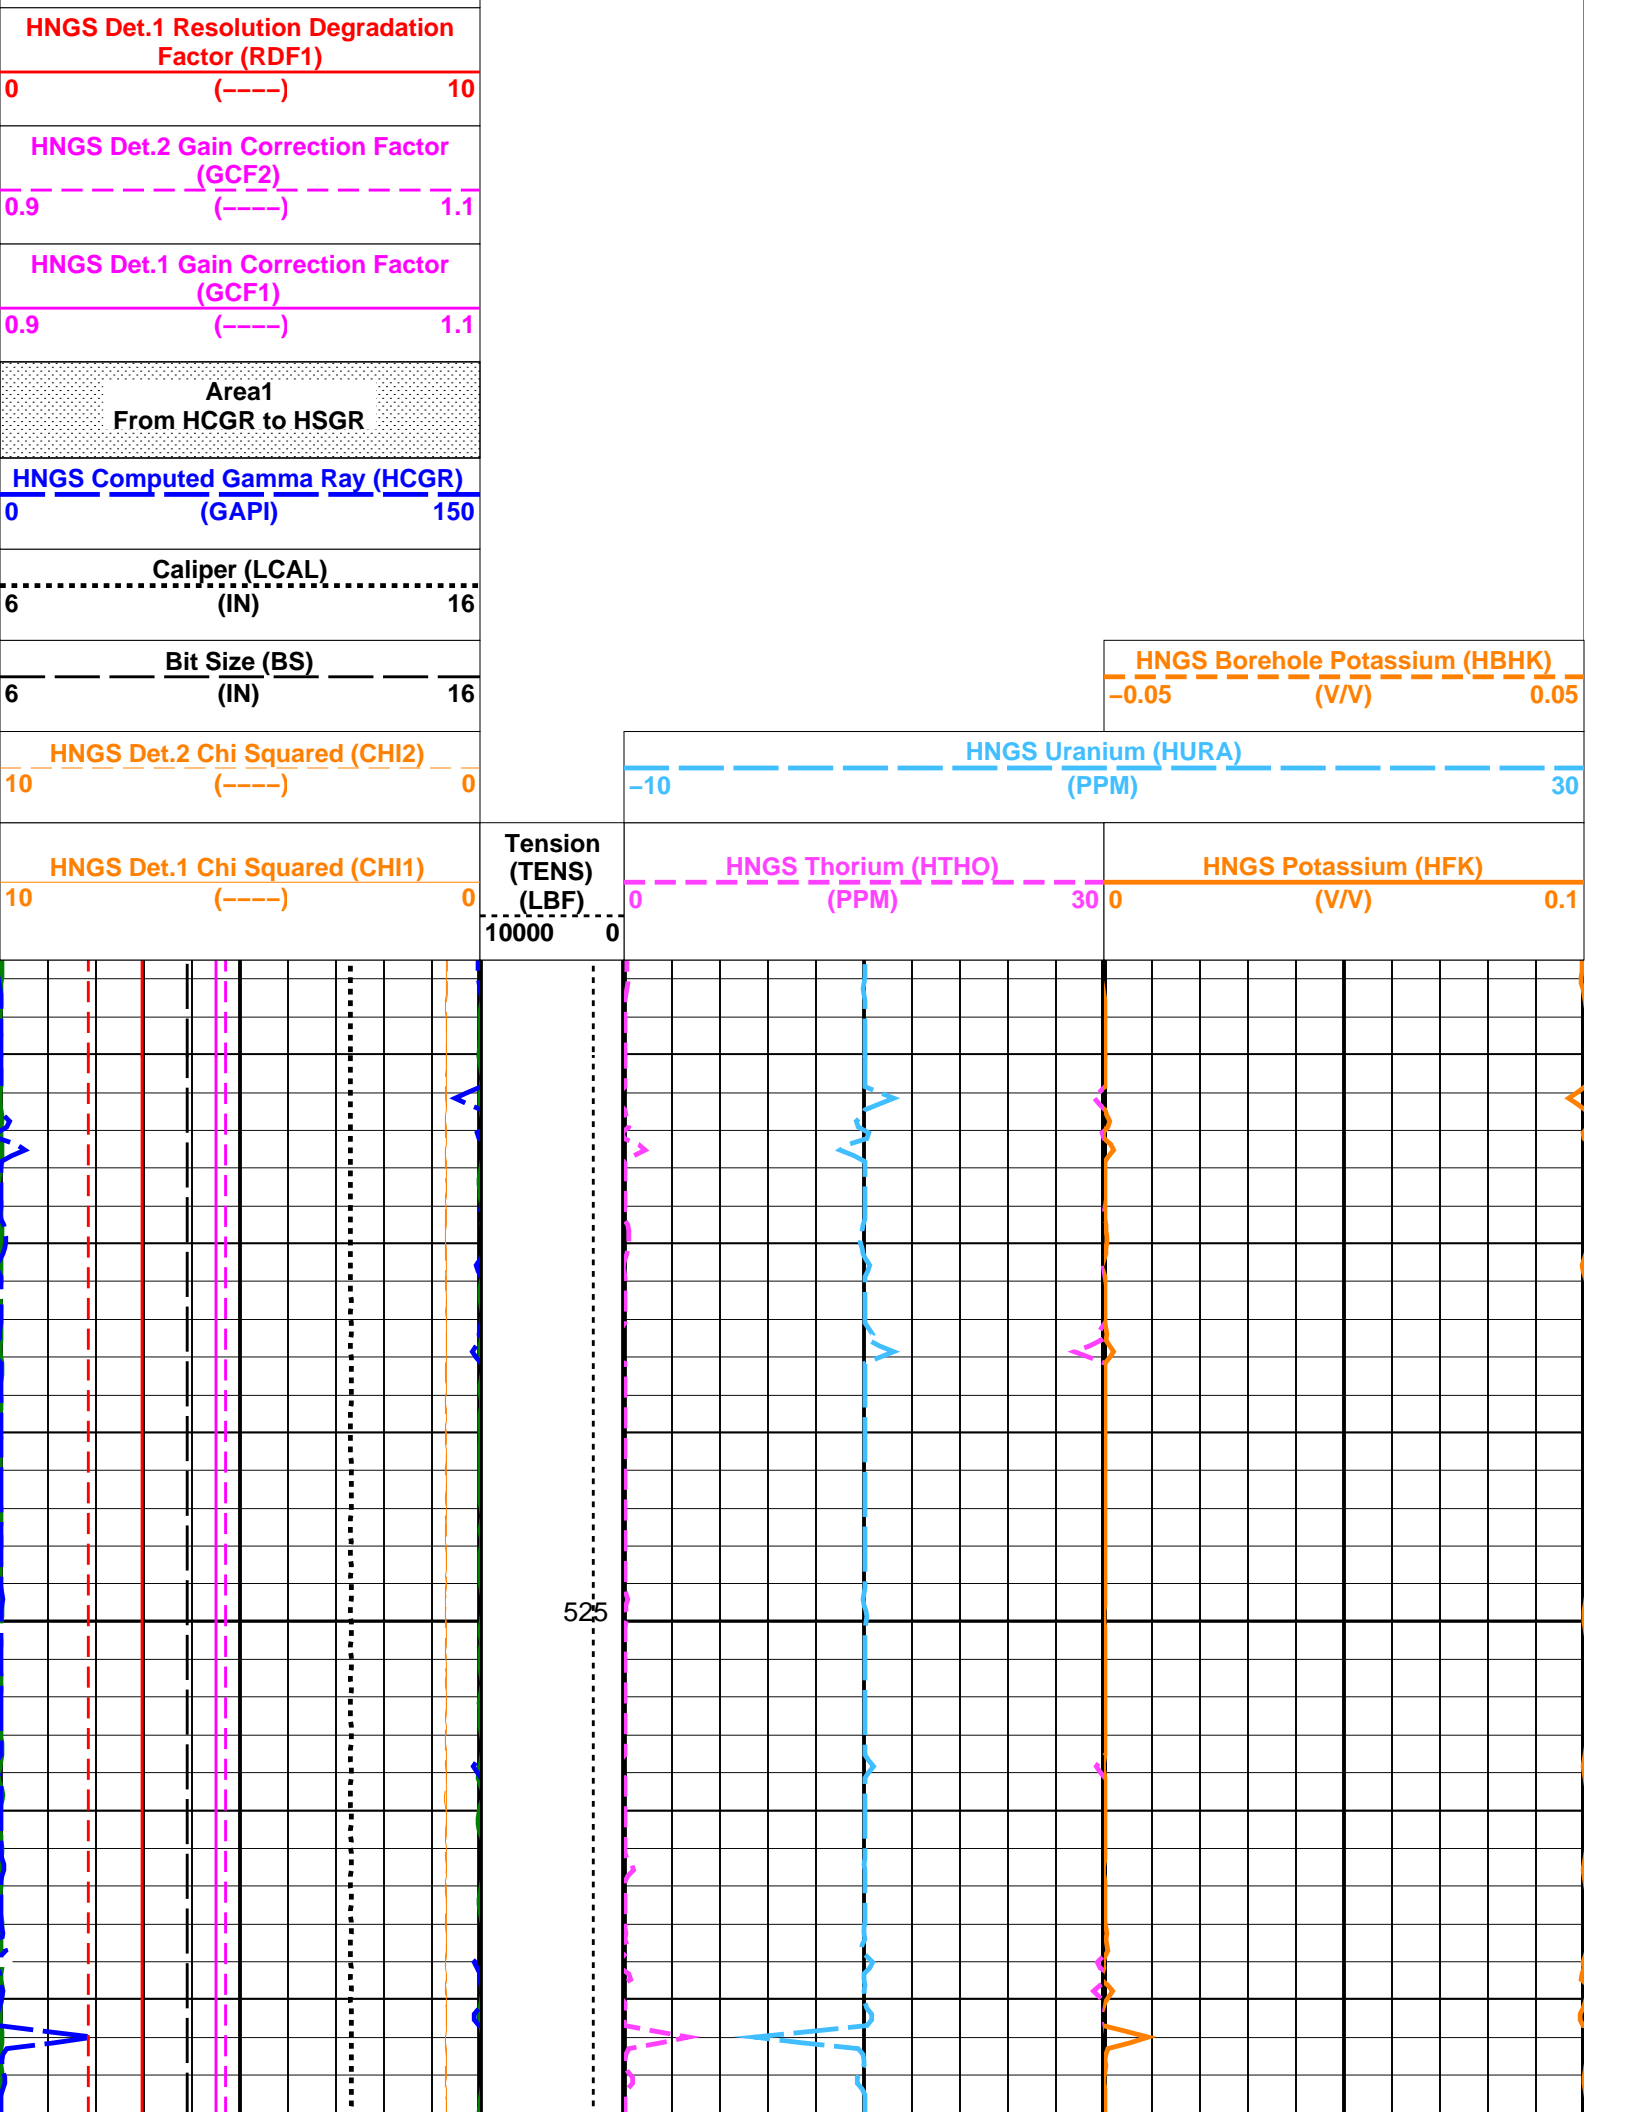 HNGS Det.1 Resolution Degradation
Factor (RDF1)
0 (----) 10
HNGS Det.2 Gain Correction Factor
(GCF2)
0.9 (----) 1.1
HNGS Det.1 Gain Correction Factor
(GCF1)
0.9 (----) 1.1
Area1
From HCGR to HSGR
HNGS Computed Gamma Ray (HCGR)
0 (GAPI) 150
Caliper (LCAL)
6 (IN) 16
Bit Size (BS)
6 (IN) 16
HNGS Borehole Potassium (HBHK)
−0.05 (V/V) 0.05
HNGS Det.2 Chi Squared (CHI2)
10 (----) 0
HNGS Uranium (HURA)
−10 (PPM) 30
HNGS Det.1 Chi Squared (CHI1)
10 (----) 0
Tension
(TENS)
(LBF)
10000 0
HNGS Thorium (HTHO)
0 (PPM) 30
HNGS Potassium (HFK)
0 (V/V) 0.1
525